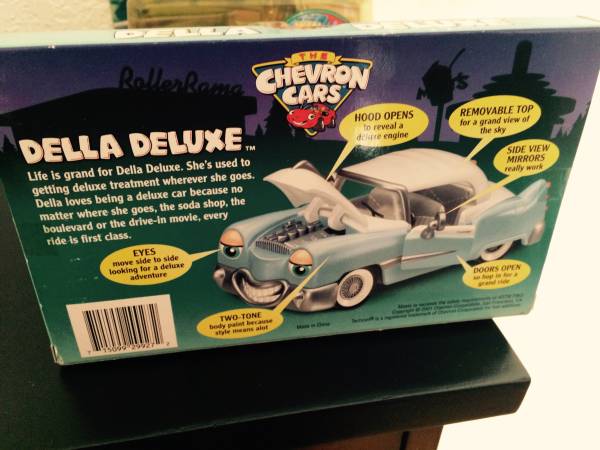 DELLA DELUXE
RollerRama
THE
CHEVRON
CARS
DELLA DELUXE™
Life is grand for Della Deluxe. She's used to
getting deluxe treatment wherever she goes.
Della loves being a deluxe car because no
matter where she goes, the soda shop, the
boulevard or the drive-in movie, every
ride is first class.
HOOD OPENS
to reveal a
deluxe engine
REMOVABLE TOP
for a grand view of
the sky
SIDE VIEW
MIRRORS
really work
EYES
move side to side
looking for a deluxe
adventure
DOORS OPEN
so hop in for a
grand ride
TWO-TONE
body paint because
style means alot
Made in China
7 15099 29927 2